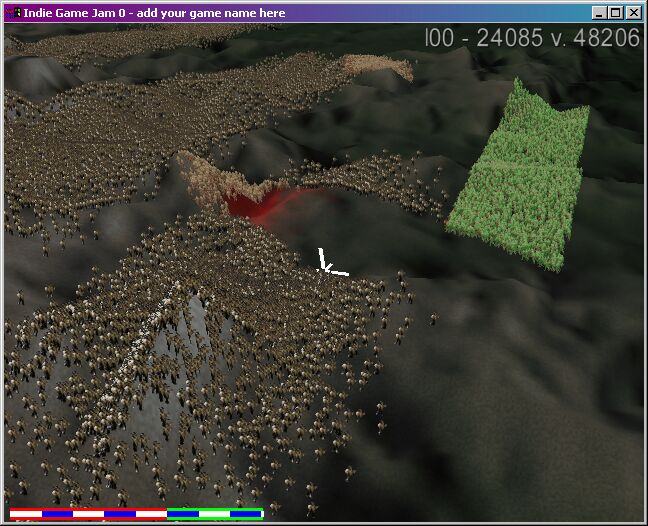 Indie Game Jam 0 - add your game name here
l00 - 24085 v. 48206